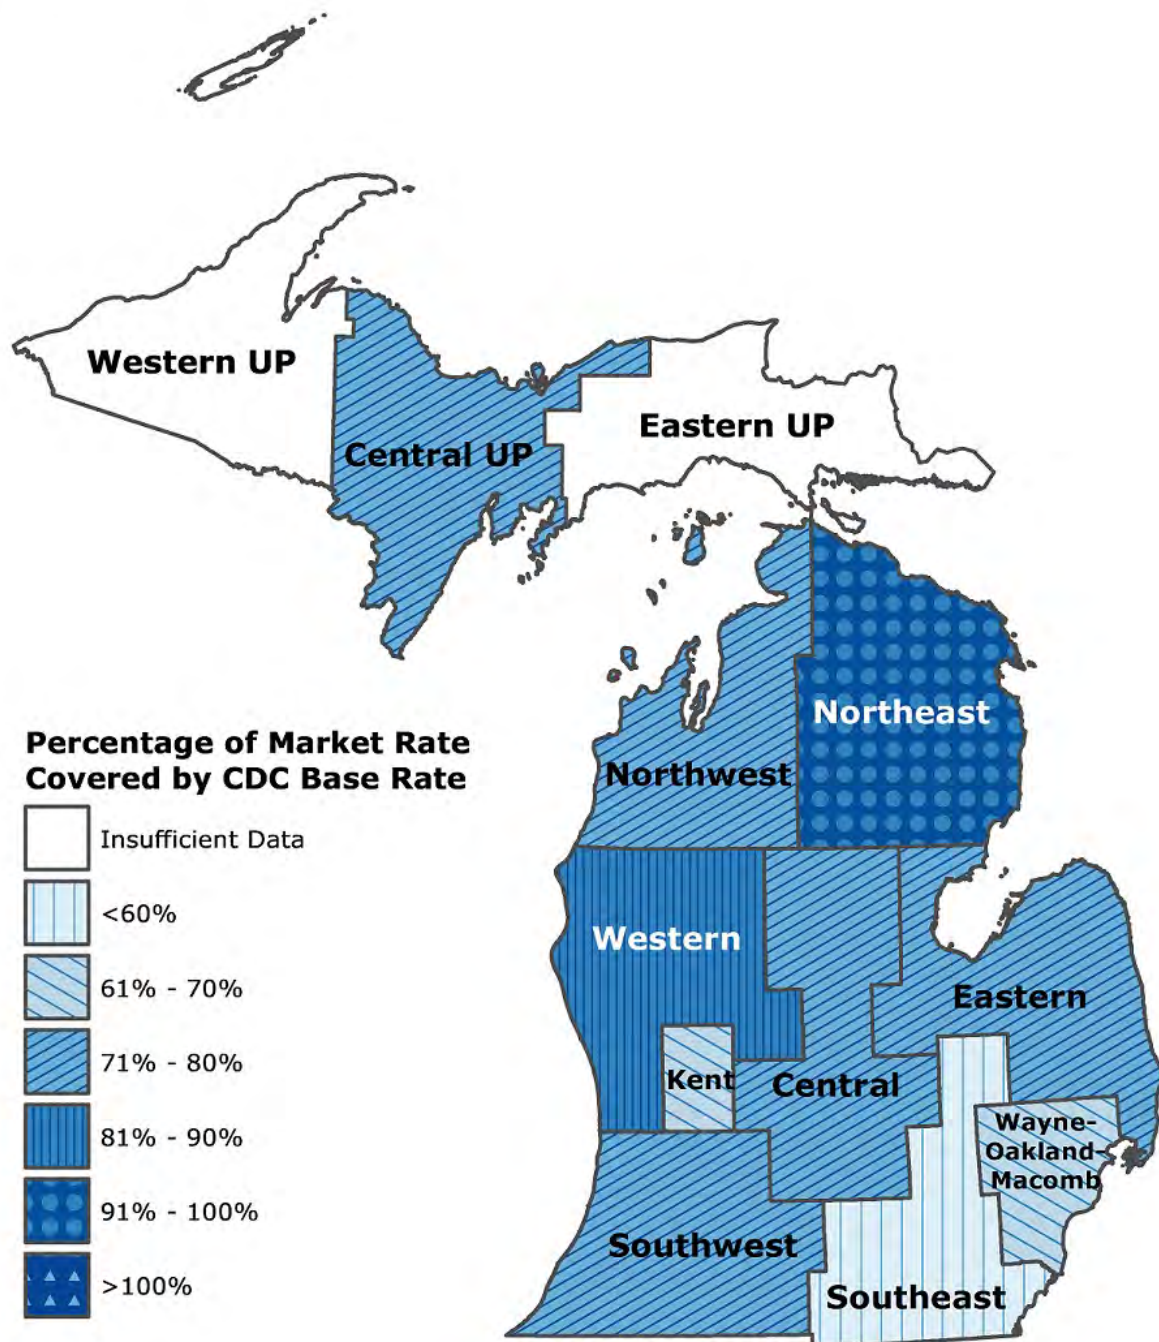 Western UP
Central UP
Eastern UP
Northeast
Northwest
Percentage of Market Rate
Covered by CDC Base Rate
Insufficient Data
<60%
61% - 70%
71% - 80%
81% - 90%
91% - 100%
>100%
Western
Eastern
Kent
Central
Wayne-
Oakland-
Macomb
Southwest
Southeast